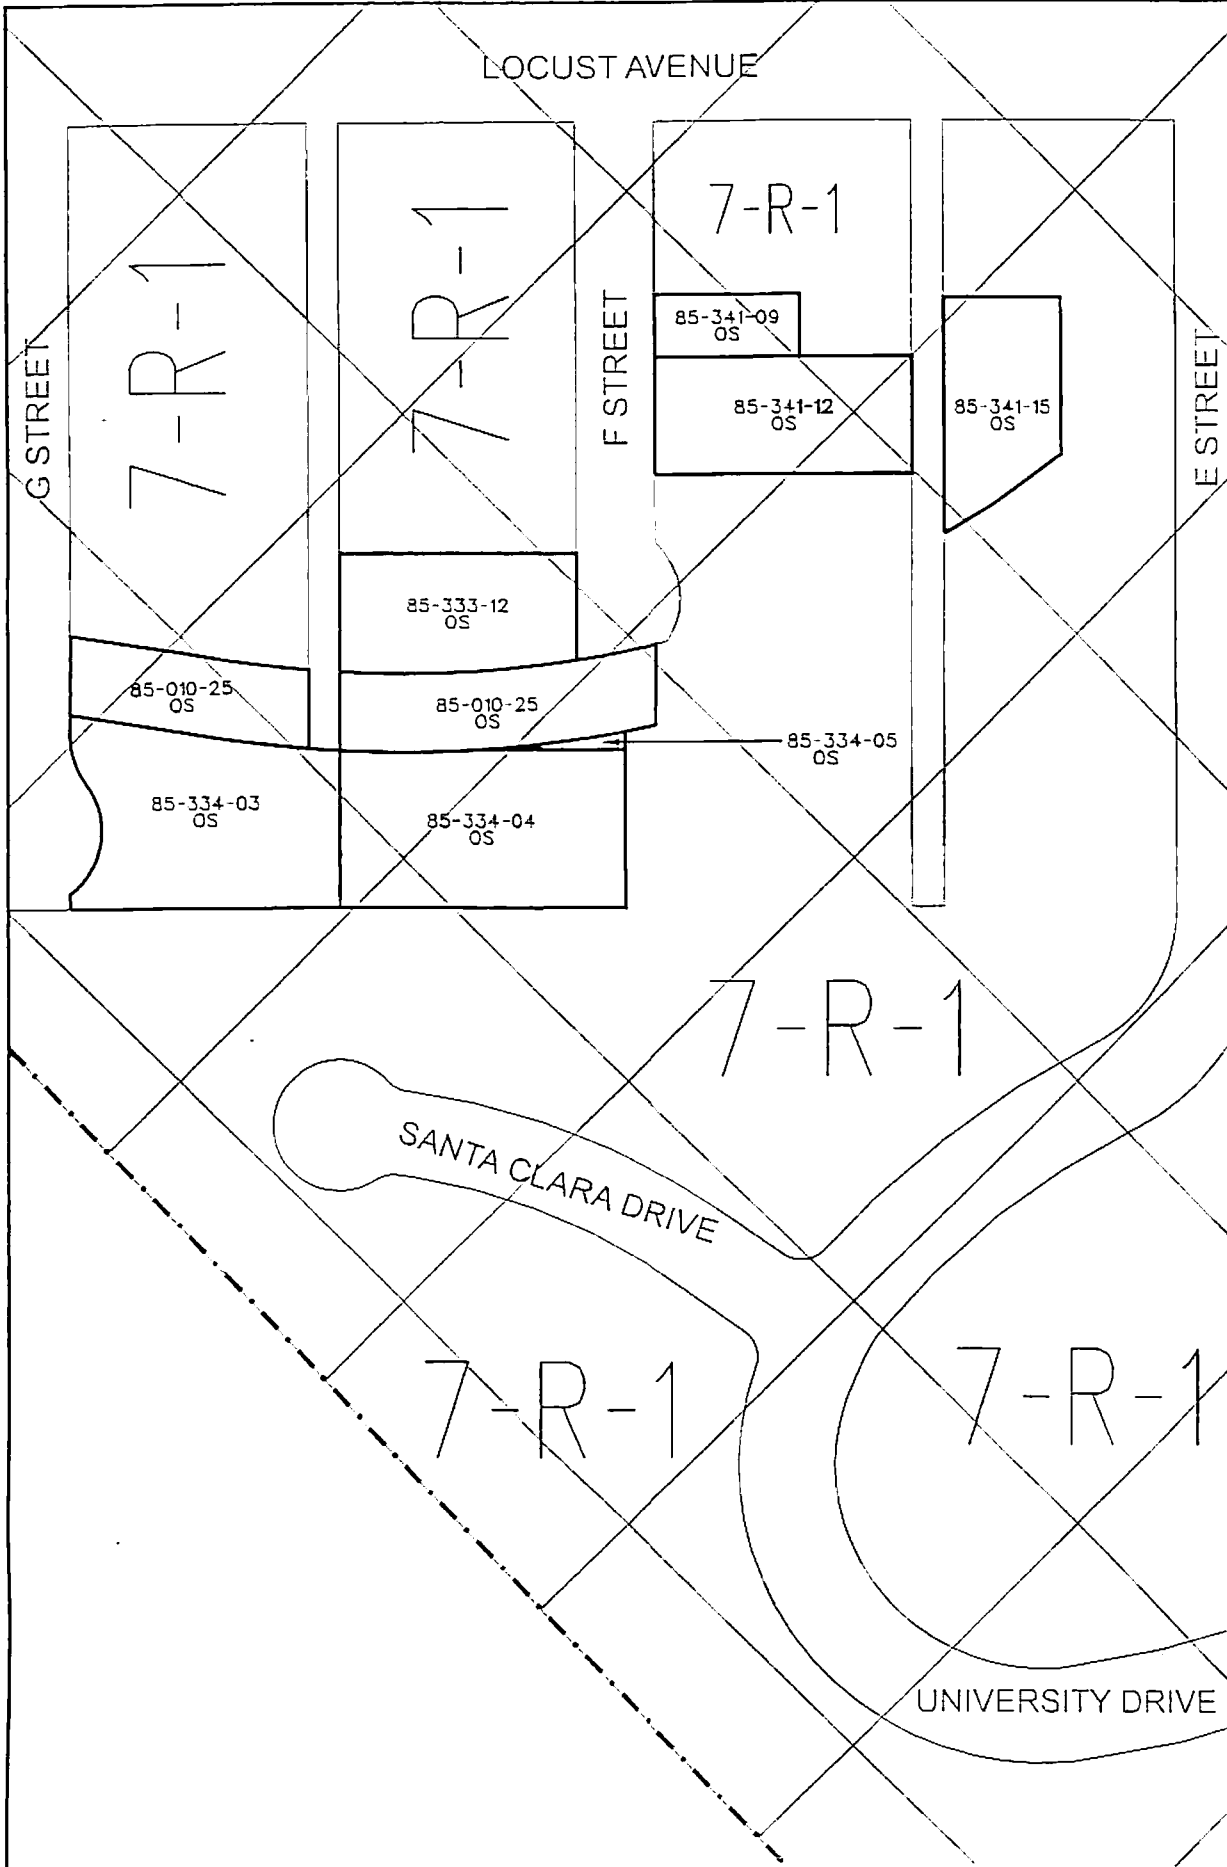 LOCUST AVENUE
7-R-1
7-R-1
7-R-1
G STREET
F STREET
E STREET
85-341-09
OS
85-341-12
OS
85-341-15
OS
85-333-12
OS
85-010-25
OS
85-010-25
OS
85-334-05
OS
85-334-03
OS
85-334-04
OS
7-R-1
SANTA CLARA DRIVE
7-R-1
7-R-1
UNIVERSITY DRIVE